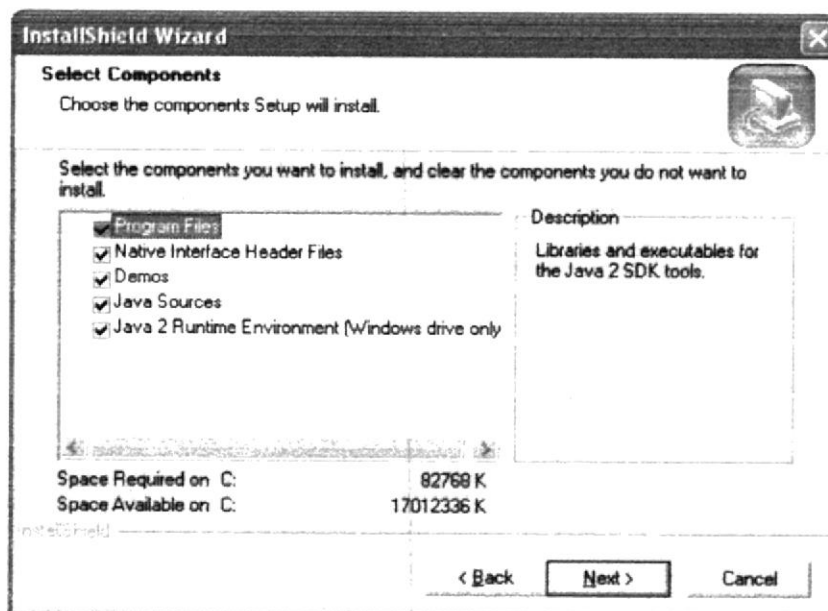 InstallShield Wizard
Select Components
Choose the components Setup will install.
Select the components you want to install, and clear the components you do not want to
install.
Program Files
Native Interface Header Files
Demos
Java Sources
Java 2 Runtime Environment (Windows drive only
Description
Libraries and executables for
the Java 2 SDK tools.
Space Required on C: 82768 K
Space Available on C: 17012336 K
InstallShield
< Back
Next >
Cancel